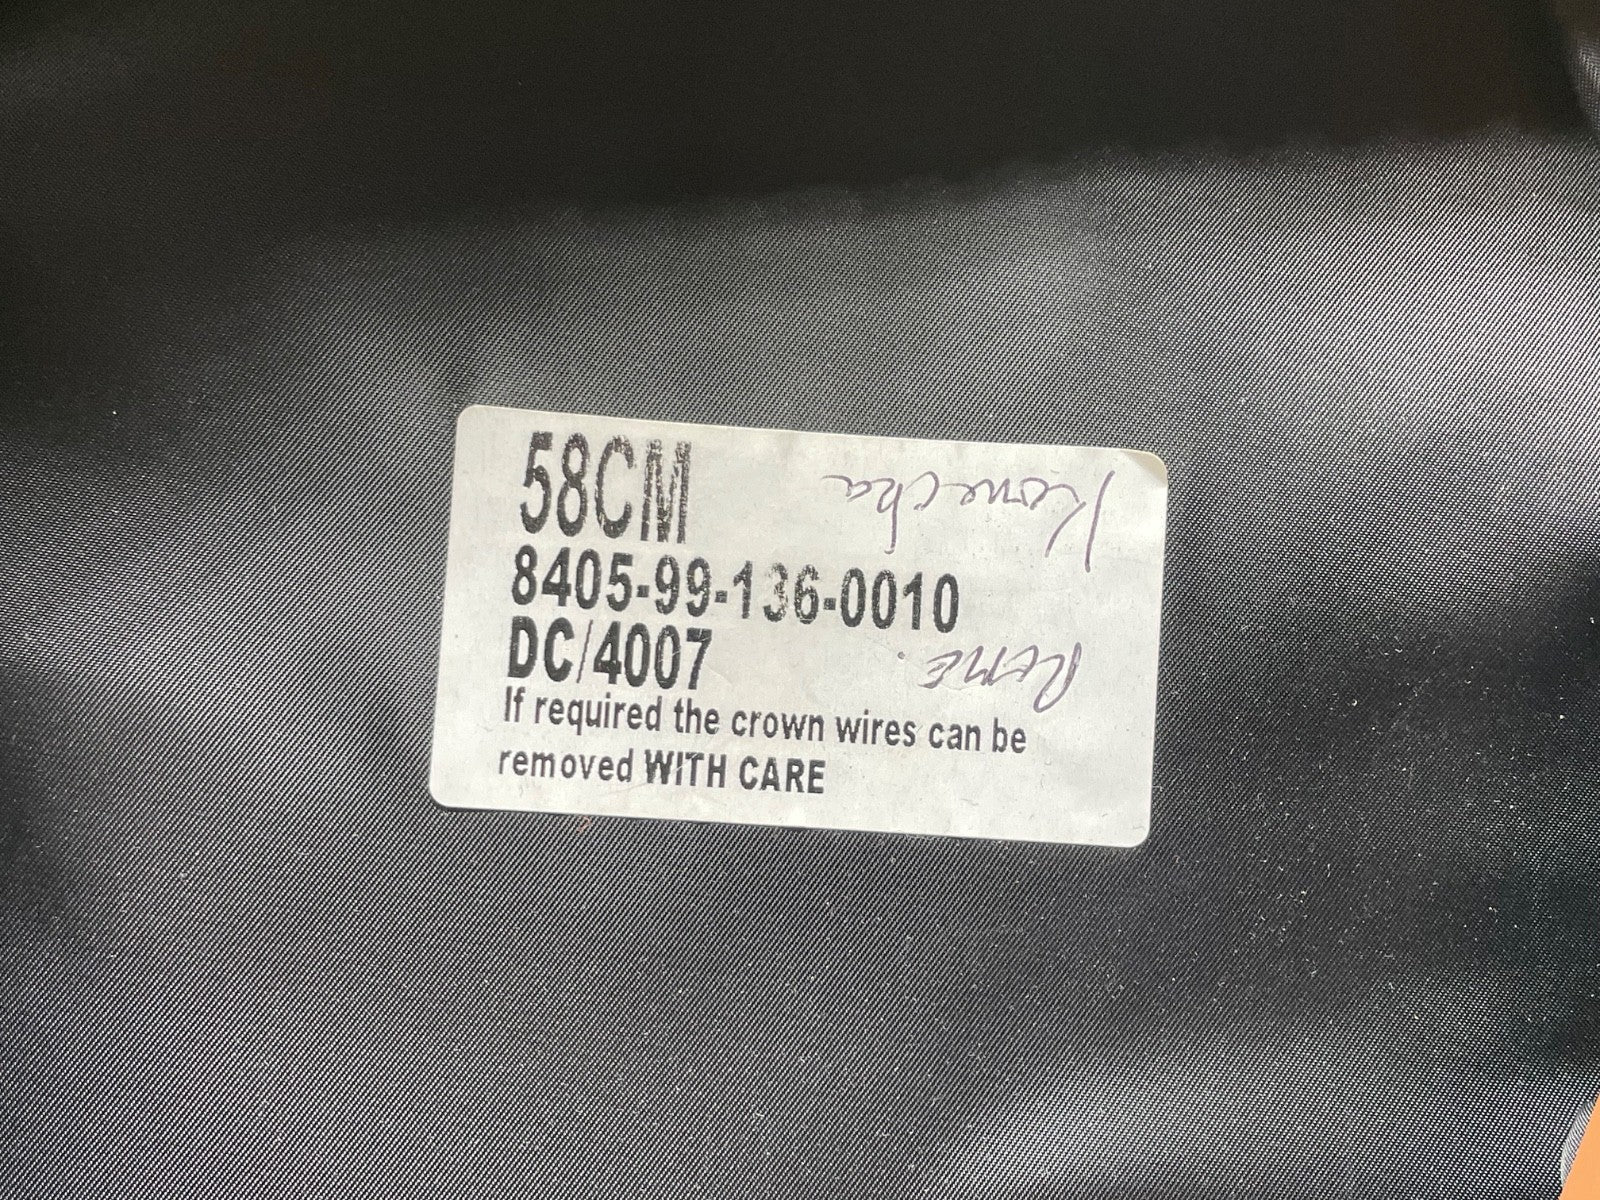 58CM
8405-99-136-0010
DC/4007
If required the crown wires can be
removed WITH CARE